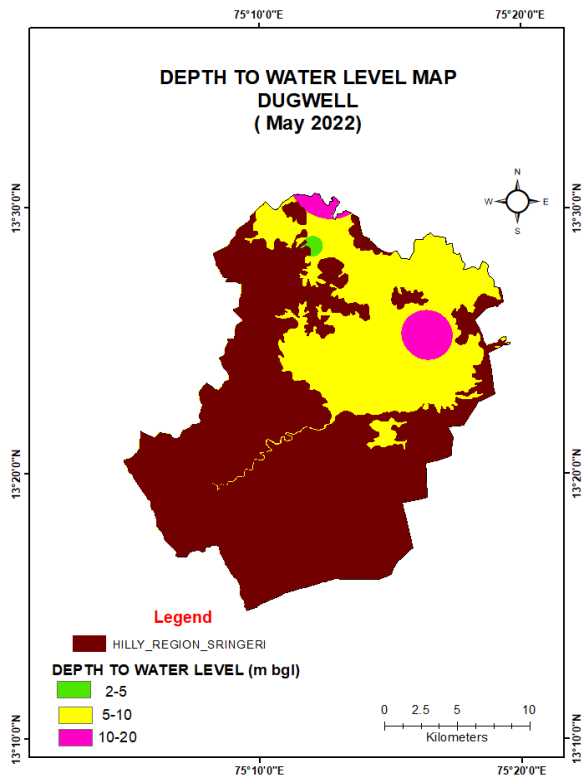 75°10'0"E
75°20'0"E
DEPTH TO WATER LEVEL MAP
DUGWELL
( May 2022)
N
W
E
S
13°30'0"N
13°30'0"N
13°20'0"N
13°20'0"N
Legend
HILLY_REGION_SRINGERI
DEPTH TO WATER LEVEL (m bgl)
2-5
5-10
10-20
0 2.5 5 10
Kilometers
13°10'0"N
13°10'0"N
75°10'0"E
75°20'0"E